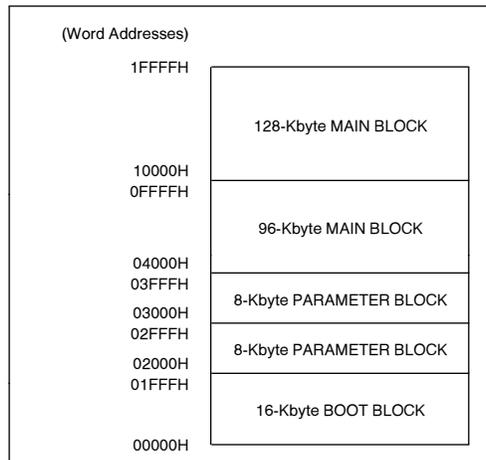 (Word Addresses)
1FFFFH
128-Kbyte MAIN BLOCK
10000H
0FFFFH
96-Kbyte MAIN BLOCK
04000H
03FFFH
8-Kbyte PARAMETER BLOCK
03000H
02FFFH
8-Kbyte PARAMETER BLOCK
02000H
01FFFH
16-Kbyte BOOT BLOCK
00000H